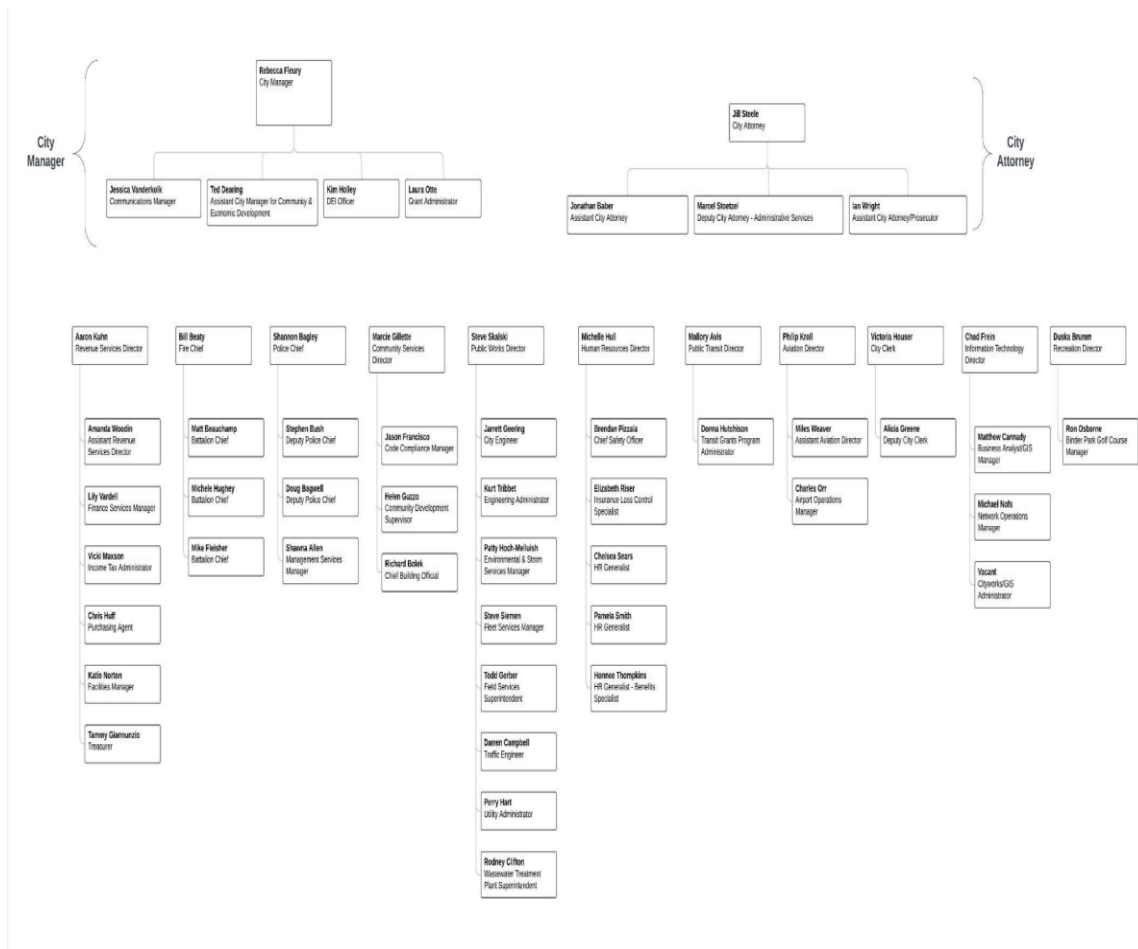 Rebecca Fleury
City Manager
Jill Steele
City Attorney
City
Manager
City
Attorney
Jessica Vanderkolk
Communications Manager
Ted Dearing
Assistant City Manager for Community &
Economic Development
Kim Holley
DEI Officer
Laura Otte
Grant Administrator
Jonathan Baber
Assistant City Attorney
Marcel Stoetzel
Deputy City Attorney - Administrative Services
Ian Wright
Assistant City Attorney/Prosecutor
Aaron Kuhn
Revenue Services Director
Amanda Woodin
Assistant Revenue
Services Director
Lily Vardell
Finance Services Manager
Vicki Maxson
Income Tax Administrator
Chris Huff
Purchasing Agent
Katie Norton
Facilities Manager
Tammy Giannunzio
Treasurer
Bill Beaty
Fire Chief
Matt Beauchamp
Battalion Chief
Michele Hughey
Battalion Chief
Mike Fleisher
Battalion Chief
Shannon Bagley
Police Chief
Stephen Bush
Deputy Police Chief
Doug Bagwell
Deputy Police Chief
Shawna Allen
Management Services
Manager
Marcie Gillette
Community Services
Director
Jason Francisco
Code Compliance Manager
Helen Guzzo
Community Development
Supervisor
Richard Bolek
Chief Building Official
Steve Skalski
Public Works Director
Jarrett Geering
City Engineer
Kurt Tribbet
Engineering Administrator
Patty Hoch-Melluish
Environmental & Storm
Services Manager
Steve Siemen
Fleet Services Manager
Todd Gerber
Field Services
Superintendent
Darren Campbell
Traffic Engineer
Perry Hart
Utility Administrator
Rodney Clifton
Wastewater Treatment
Plant Superintendent
Michelle Hull
Human Resources Director
Brendan Pizzala
Chief Safety Officer
Elizabeth Riser
Insurance Loss Control
Specialist
Chelsea Sears
HR Generalist
Pamela Smith
HR Generalist
Honnee Thompkins
HR Generalist - Benefits
Specialist
Mallory Avis
Public Transit Director
Donna Hutchison
Transit Grants Program
Administrator
Philip Kroll
Aviation Director
Miles Weaver
Assistant Aviation Director
Charles Orr
Airport Operations
Manager
Victoria Houser
City Clerk
Alicia Greene
Deputy City Clerk
Chad Frein
Information Technology
Director
Matthew Cannady
Business Analyst/GIS
Manager
Michael Nofs
Network Operations
Manager
Vacant
Cityworks/GIS
Administrator
Duska Brumm
Recreation Director
Ron Osborne
Binder Park Golf Course
Manager